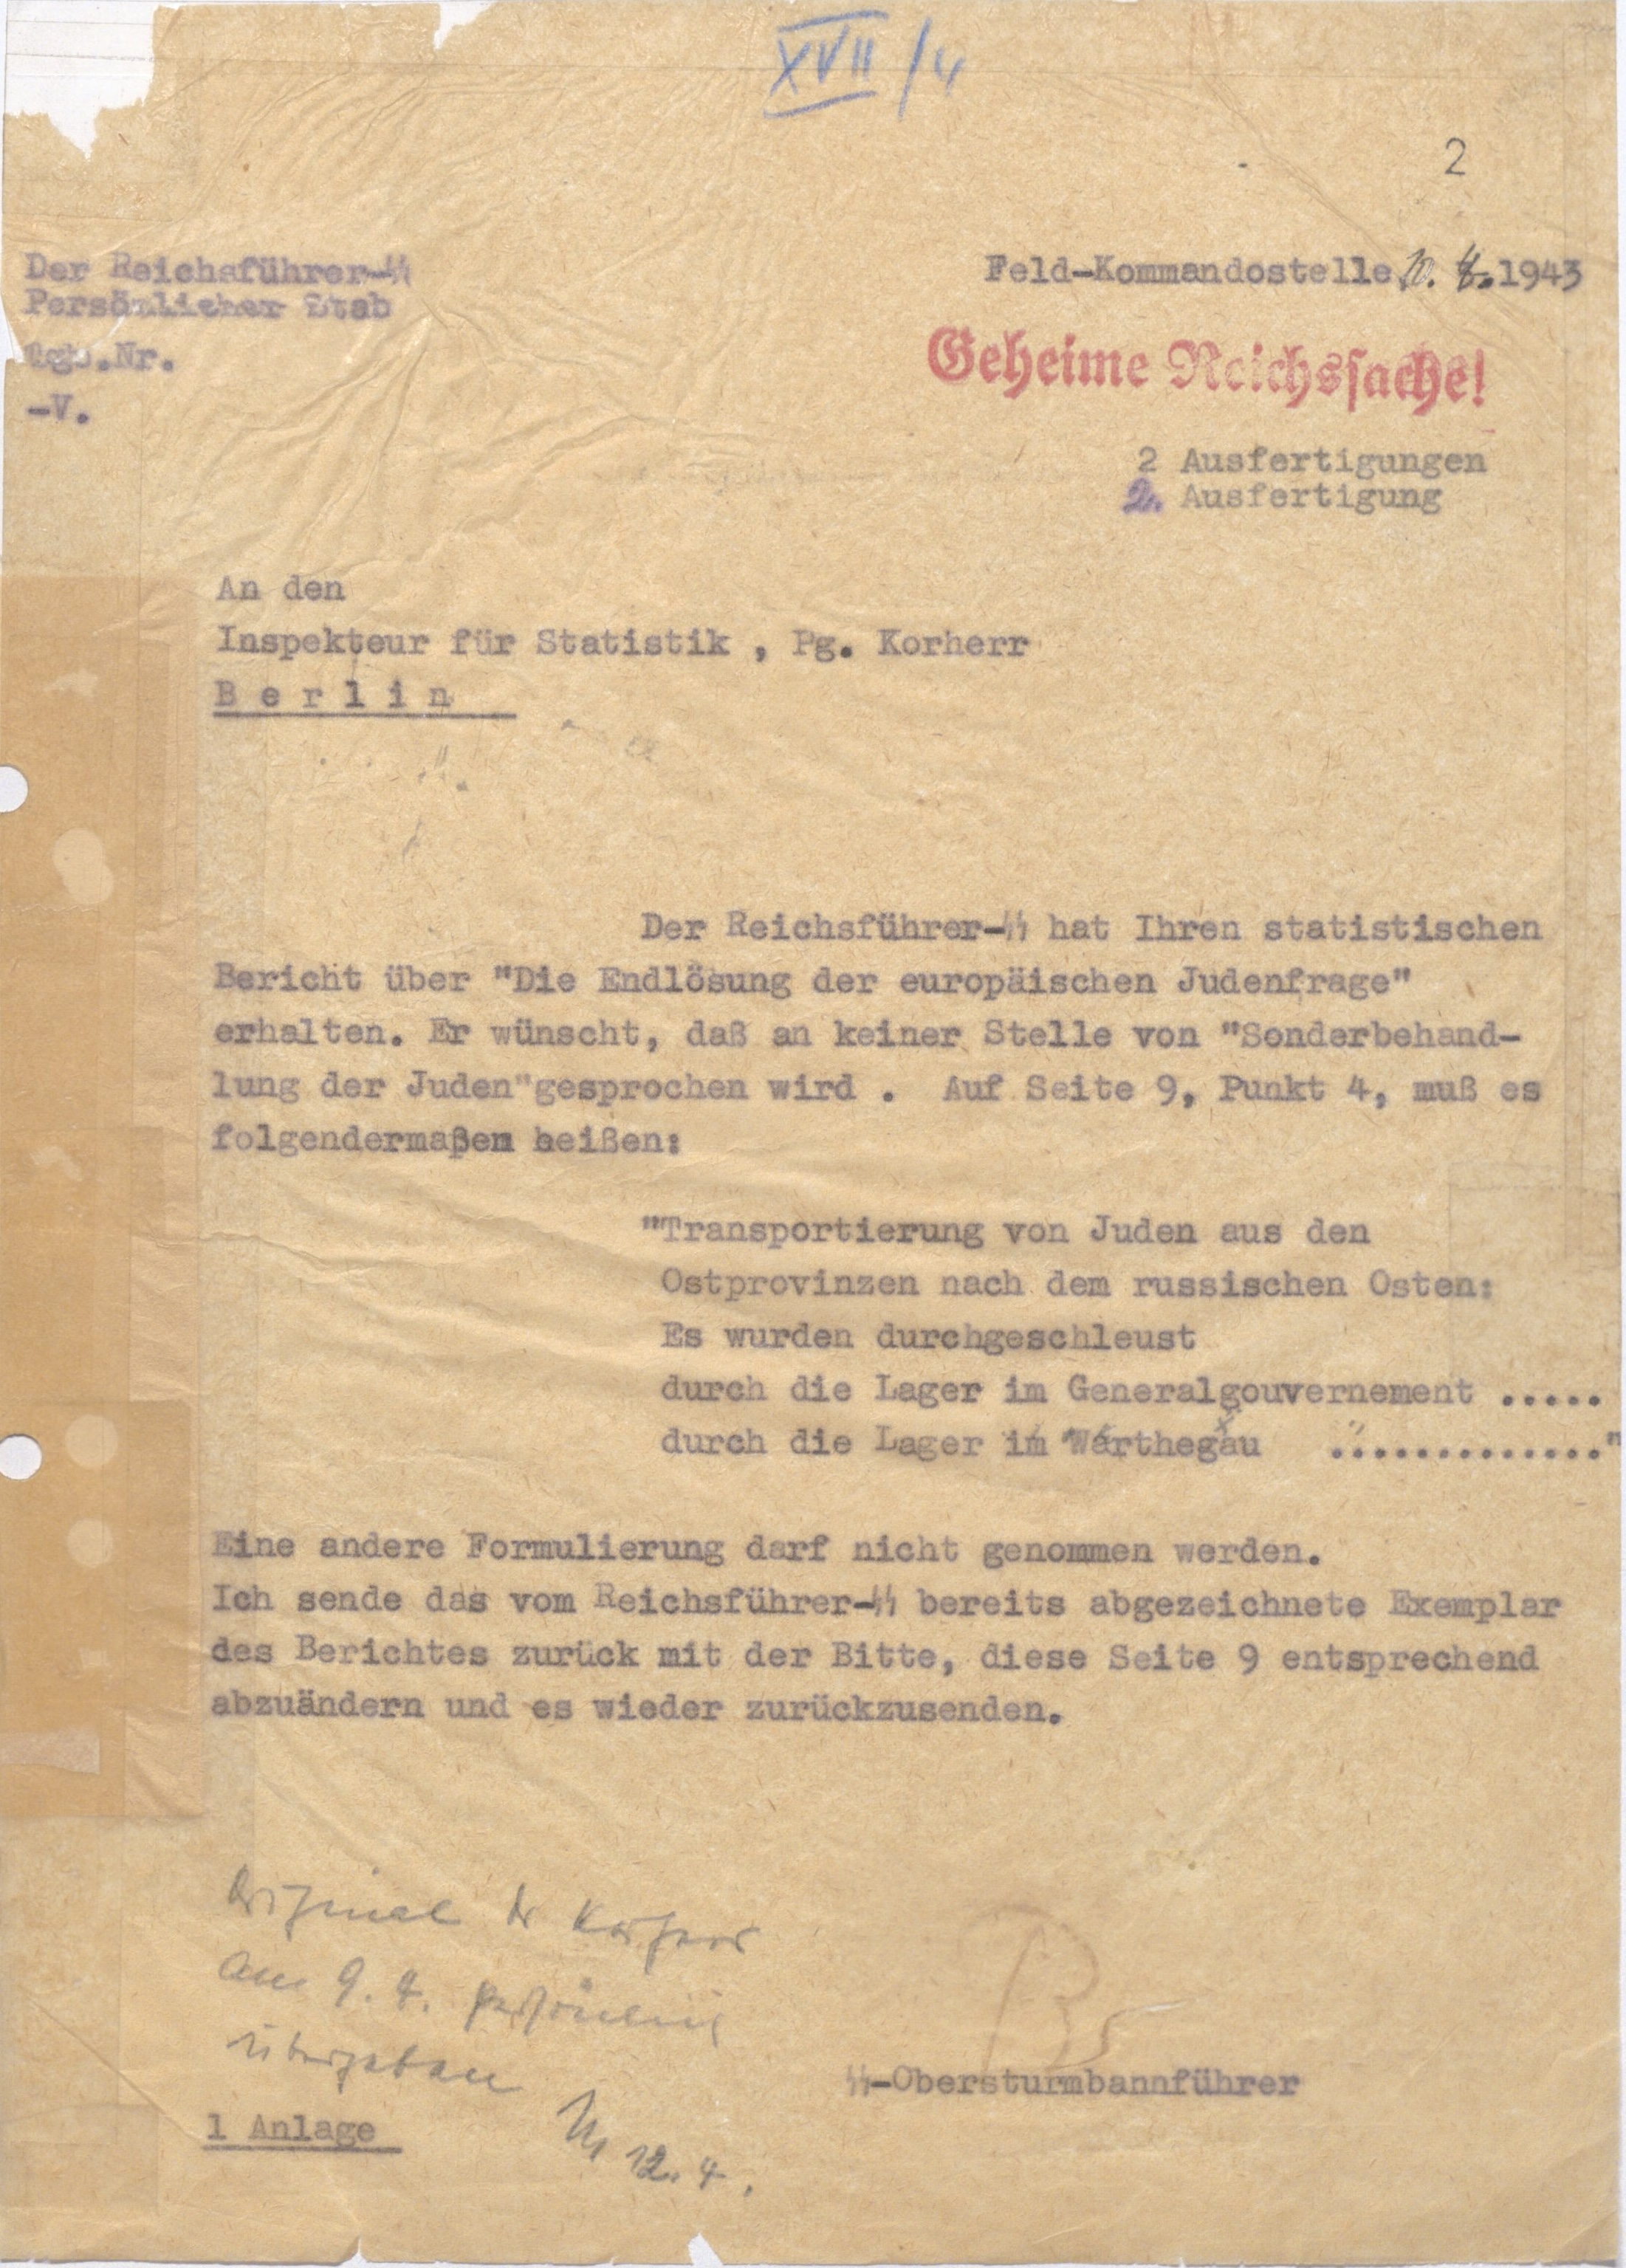 XVII/4
2
Der Reichsführer-SS
Persönlicher Stab
Tgb.Nr.
-V.
Feld-Kommandostelle 10. 4. 1943
Geheime Reichssache!
2 Ausfertigungen
2. Ausfertigung
An den
Inspekteur für Statistik , Pg. Korherr
B e r l i n
Der Reichsführer-SS hat Ihren statistischen
Bericht über "Die Endlösung der europäischen Judenfrage"
erhalten. Er wünscht, daß an keiner Stelle von "Sonderbehand-
lung der Juden"gesprochen wird . Auf Seite 9, Punkt 4, muß es
folgendermaßen heißen:
"Transportierung von Juden aus den
Ostprovinzen nach dem russischen Osten:
Es wurden durchgeschleust
durch die Lager im Generalgouvernement .....
durch die Lager im Warthegau ............."
Eine andere Formulierung darf nicht genommen werden.
Ich sende das vom Reichsführer-SS bereits abgezeichnete Exemplar
des Berichtes zurück mit der Bitte, diese Seite 9 entsprechend
abzuändern und es wieder zurückzusenden.
Original Dr Korherr
am 9. 4. persönlich
übergeben
12. 4.
SS-Obersturmbannführer
1 Anlage